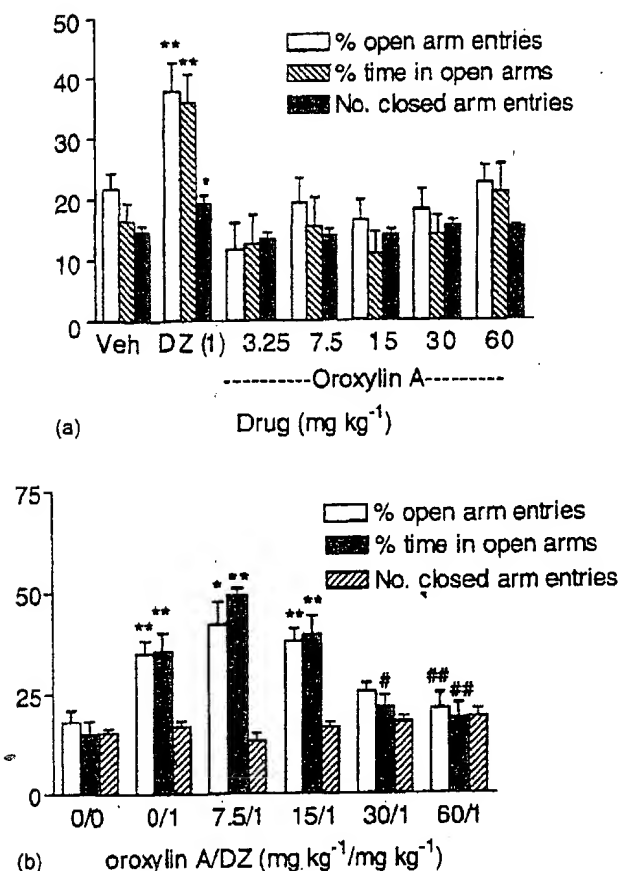 50
40
30
20
10
0
% open arm entries
% time in open arms
No. closed arm entries
** ** *
Veh DZ (1) 3.25 7.5 15 30 60
----------Oroxylin A---------
(a) Drug (mg kg-1)
75
50
25
0
% open arm entries
% time in open arms
No. closed arm entries
** ** * ** ** ** # ## ##
0/0 0/1 7.5/1 15/1 30/1 60/1
(b) oroxylin A/DZ (mg kg-1/mg kg-1)